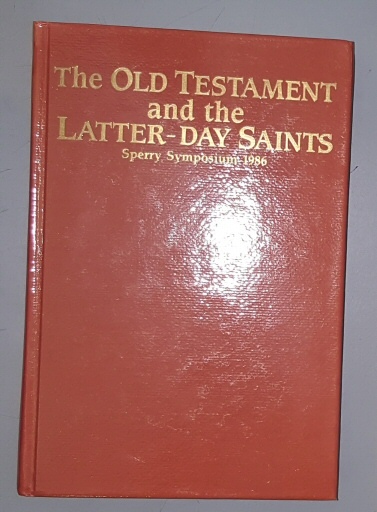 The OLD TESTAMENT
and the
LATTER-DAY SAINTS
Sperry Symposium 1986